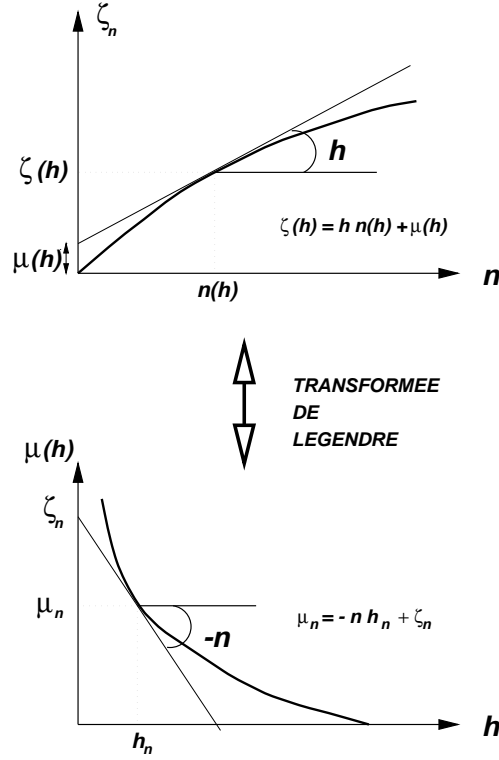 ζn
ζ(h)
h
ζ(h) = h n(h) + μ(h)
μ(h)
n(h)
n
TRANSFORMEE
DE
LEGENDRE
μ(h)
ζn
μn
-n
μn = - n hn + ζn
hn
h